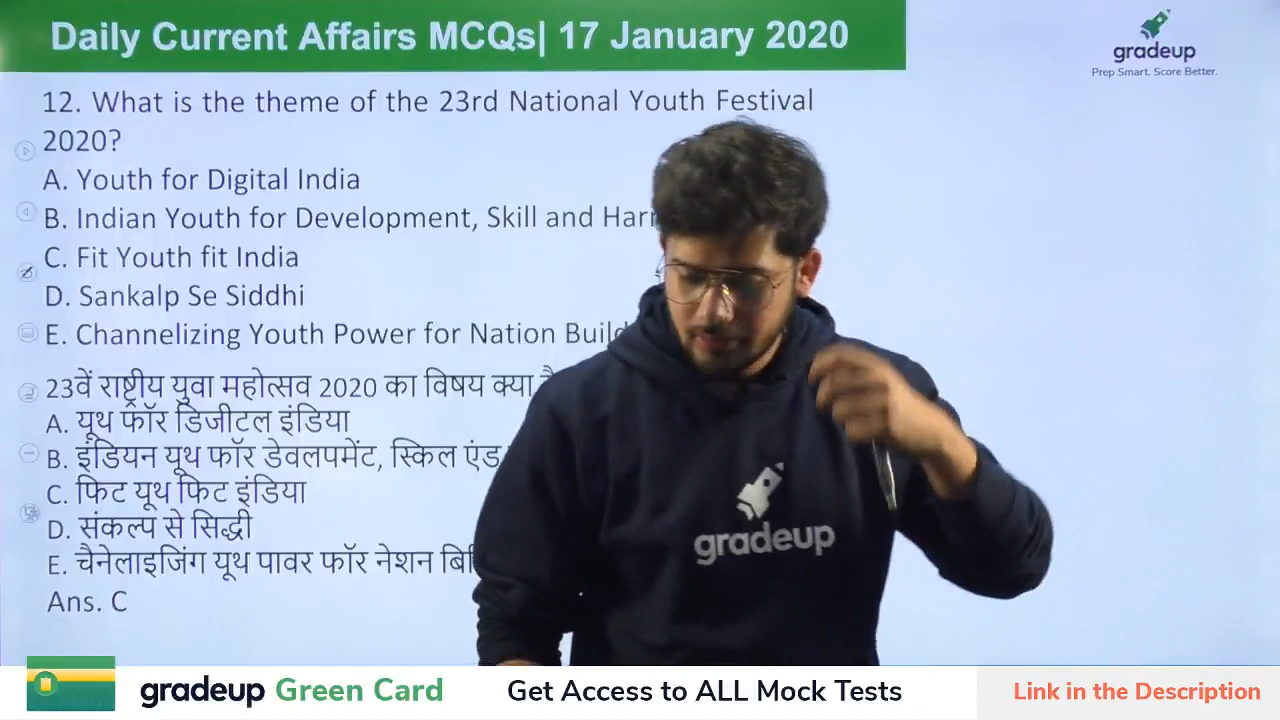 Daily Current Affairs MCQs| 17 January 2020
gradeup
Prep Smart. Score Better.
12. What is the theme of the 23rd National Youth Festival
2020?
A. Youth for Digital India
B. Indian Youth for Development, Skill and
C. Fit Youth fit India
D. Sankalp Se Siddhi
E. Channelizing Youth Power for Nation
23वें राष्ट्रीय युवा महोत्सव 2020 का विषय क्या
A. यूथ फॉर डिजीटल इंडिया
B. इंडियन यूथ फॉर डेवलपमेंट, स्किल एंड
C. फिट यूथ फिट इंडिया
D. संकल्प से सिद्धी
E. चैनेलाइजिंग यूथ पावर फॉर नेशन
Ans. C
gradeup
gradeup Green Card
Get Access to ALL Mock Tests
Link in the Description